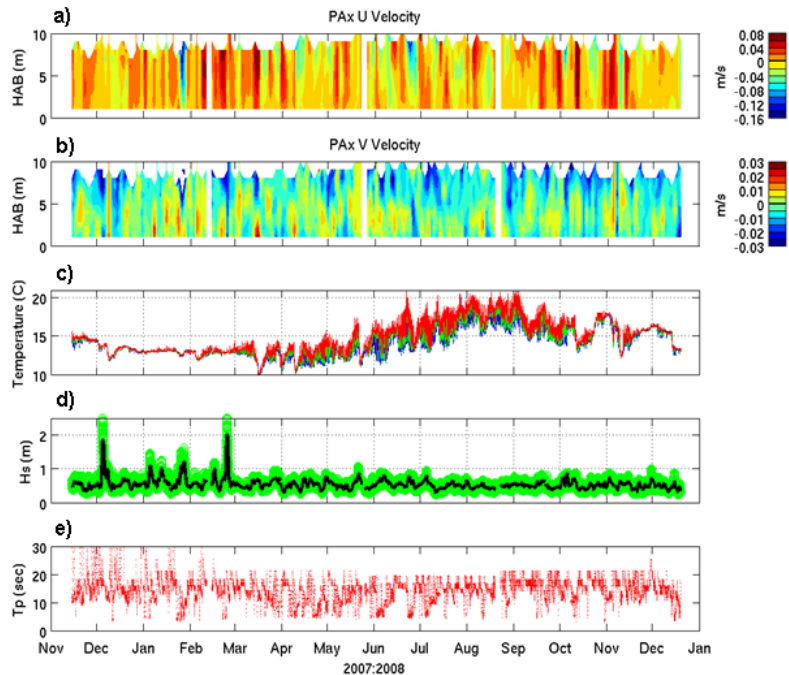 a)
PAx U Velocity
10
5
0
HAB (m)
0.08
0.04
0
-0.04
-0.08
-0.12
-0.16
m/s
b)
PAx V Velocity
10
5
0
HAB (m)
0.03
0.02
0.01
0
-0.01
-0.02
-0.03
m/s
c)
20
15
10
Temperature (C)
d)
2
1
0
Hs (m)
e)
30
20
10
0
Tp (sec)
Nov Dec Jan Feb Mar Apr May Jun Jul Aug Sep Oct Nov Dec Jan
2007:2008